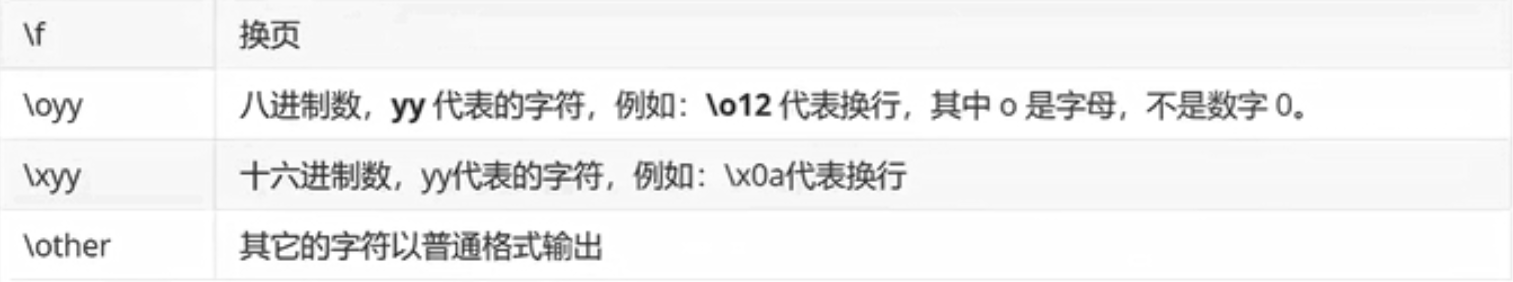 \f 换页
\oyy 八进制数，yy 代表的字符，例如：\o12 代表换行，其中 o 是字母，不是数字 0。
\xyy 十六进制数，yy代表的字符，例如：\x0a代表换行
\other 其它的字符以普通格式输出